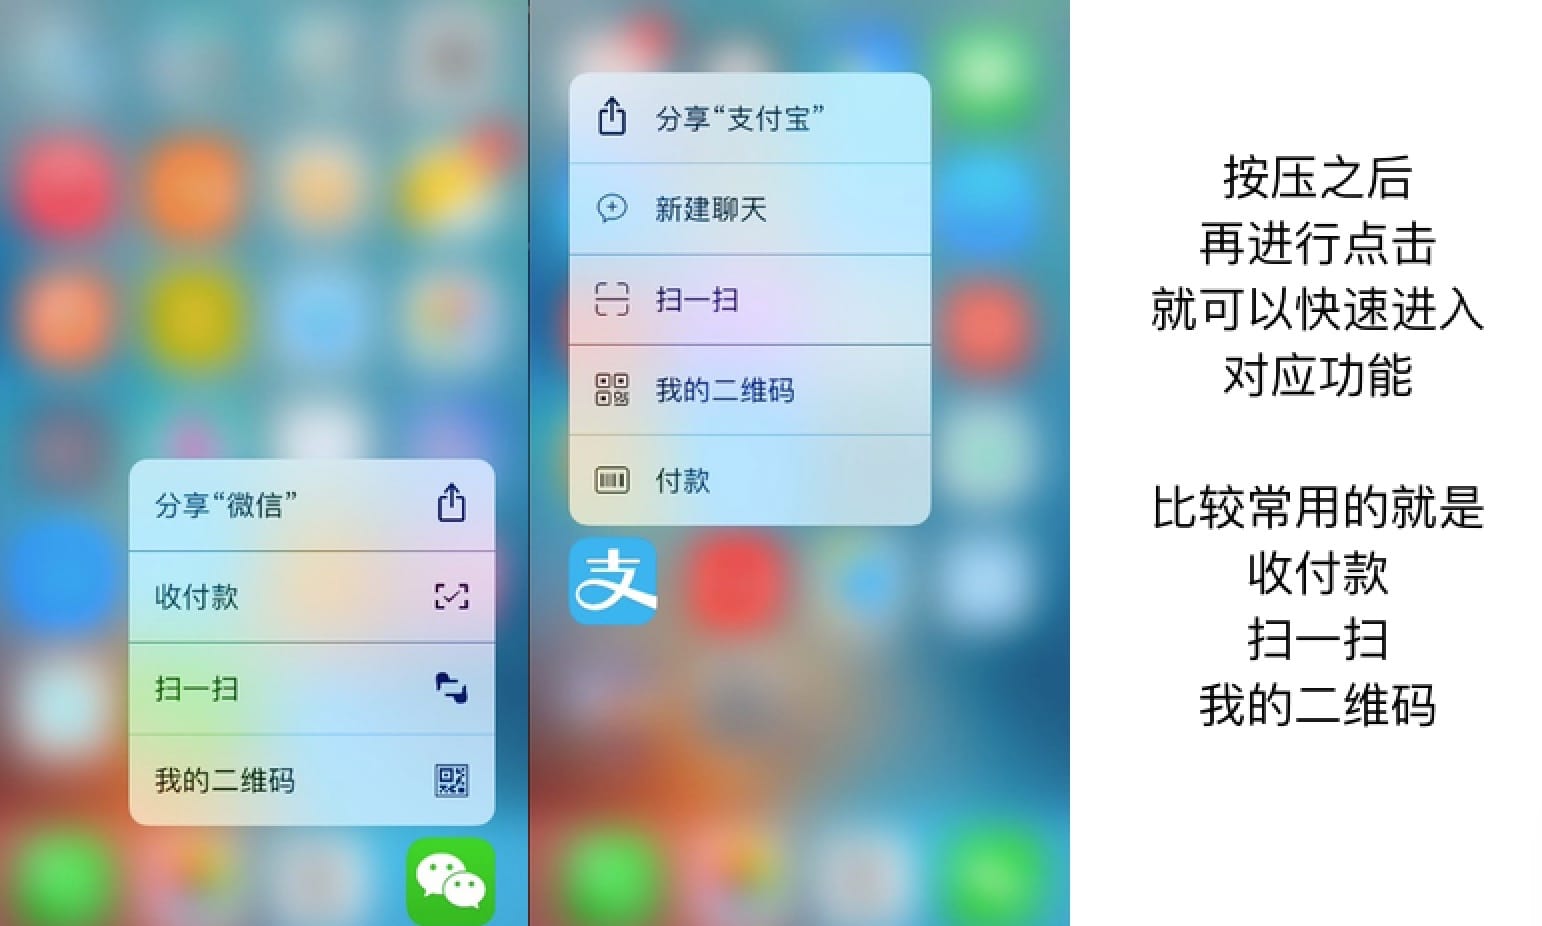 分享“微信”
收付款
扫一扫
我的二维码
分享“支付宝”
新建聊天
扫一扫
我的二维码
付款
支
按压之后
再进行点击
就可以快速进入
对应功能
比较常用的就是
收付款
扫一扫
我的二维码